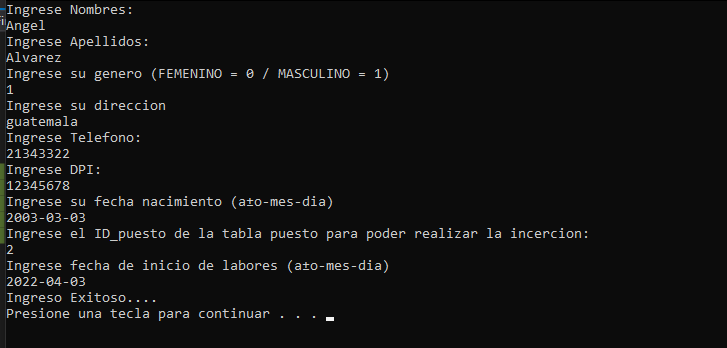 Ingrese Nombres:
Angel
Ingrese Apellidos:
Alvarez
Ingrese su genero (FEMENINO = 0 / MASCULINO = 1)
1
Ingrese su direccion
guatemala
Ingrese Telefono:
21343322
Ingrese DPI:
12345678
Ingrese su fecha nacimiento (a±o-mes-dia)
2003-03-03
Ingrese el ID_puesto de la tabla puesto para poder realizar la incercion:
2
Ingrese fecha de inicio de labores (a±o-mes-dia)
2022-04-03
Ingreso Exitoso....
Presione una tecla para continuar . . .